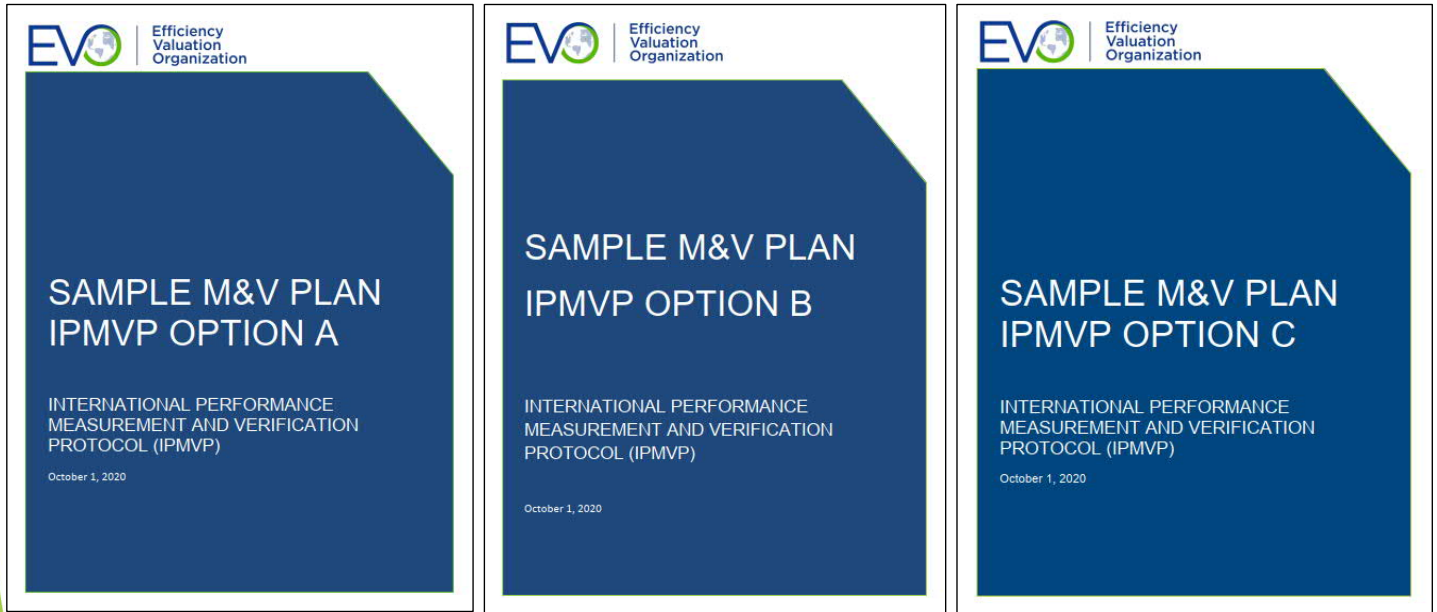 EVO
Efficiency
Valuation
Organization
SAMPLE M&V PLAN
IPMVP OPTION A
INTERNATIONAL PERFORMANCE
MEASUREMENT AND VERIFICATION
PROTOCOL (IPMVP)
October 1, 2020
EVO
Efficiency
Valuation
Organization
SAMPLE M&V PLAN
IPMVP OPTION B
INTERNATIONAL PERFORMANCE
MEASUREMENT AND VERIFICATION
PROTOCOL (IPMVP)
October 1, 2020
EVO
Efficiency
Valuation
Organization
SAMPLE M&V PLAN
IPMVP OPTION C
INTERNATIONAL PERFORMANCE
MEASUREMENT AND VERIFICATION
PROTOCOL (IPMVP)
October 1, 2020